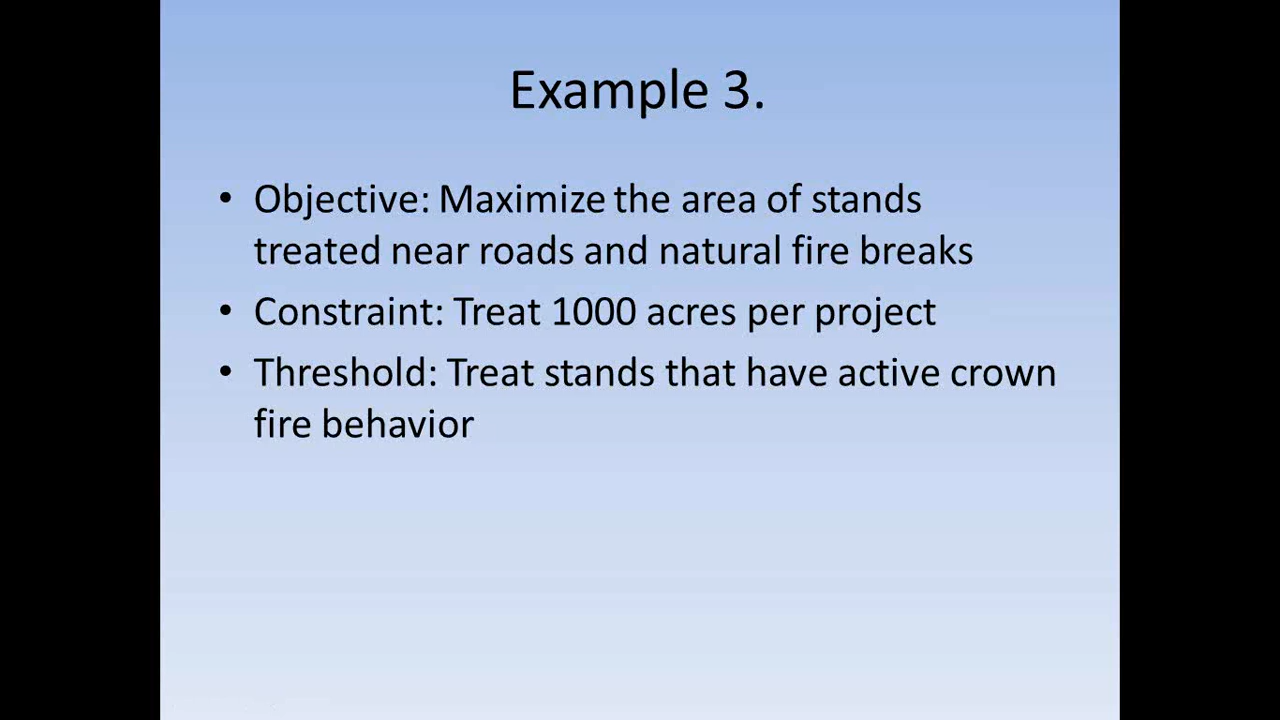 Example 3.
• Objective: Maximize the area of stands
treated near roads and natural fire breaks
• Constraint: Treat 1000 acres per project
• Threshold: Treat stands that have active crown
fire behavior